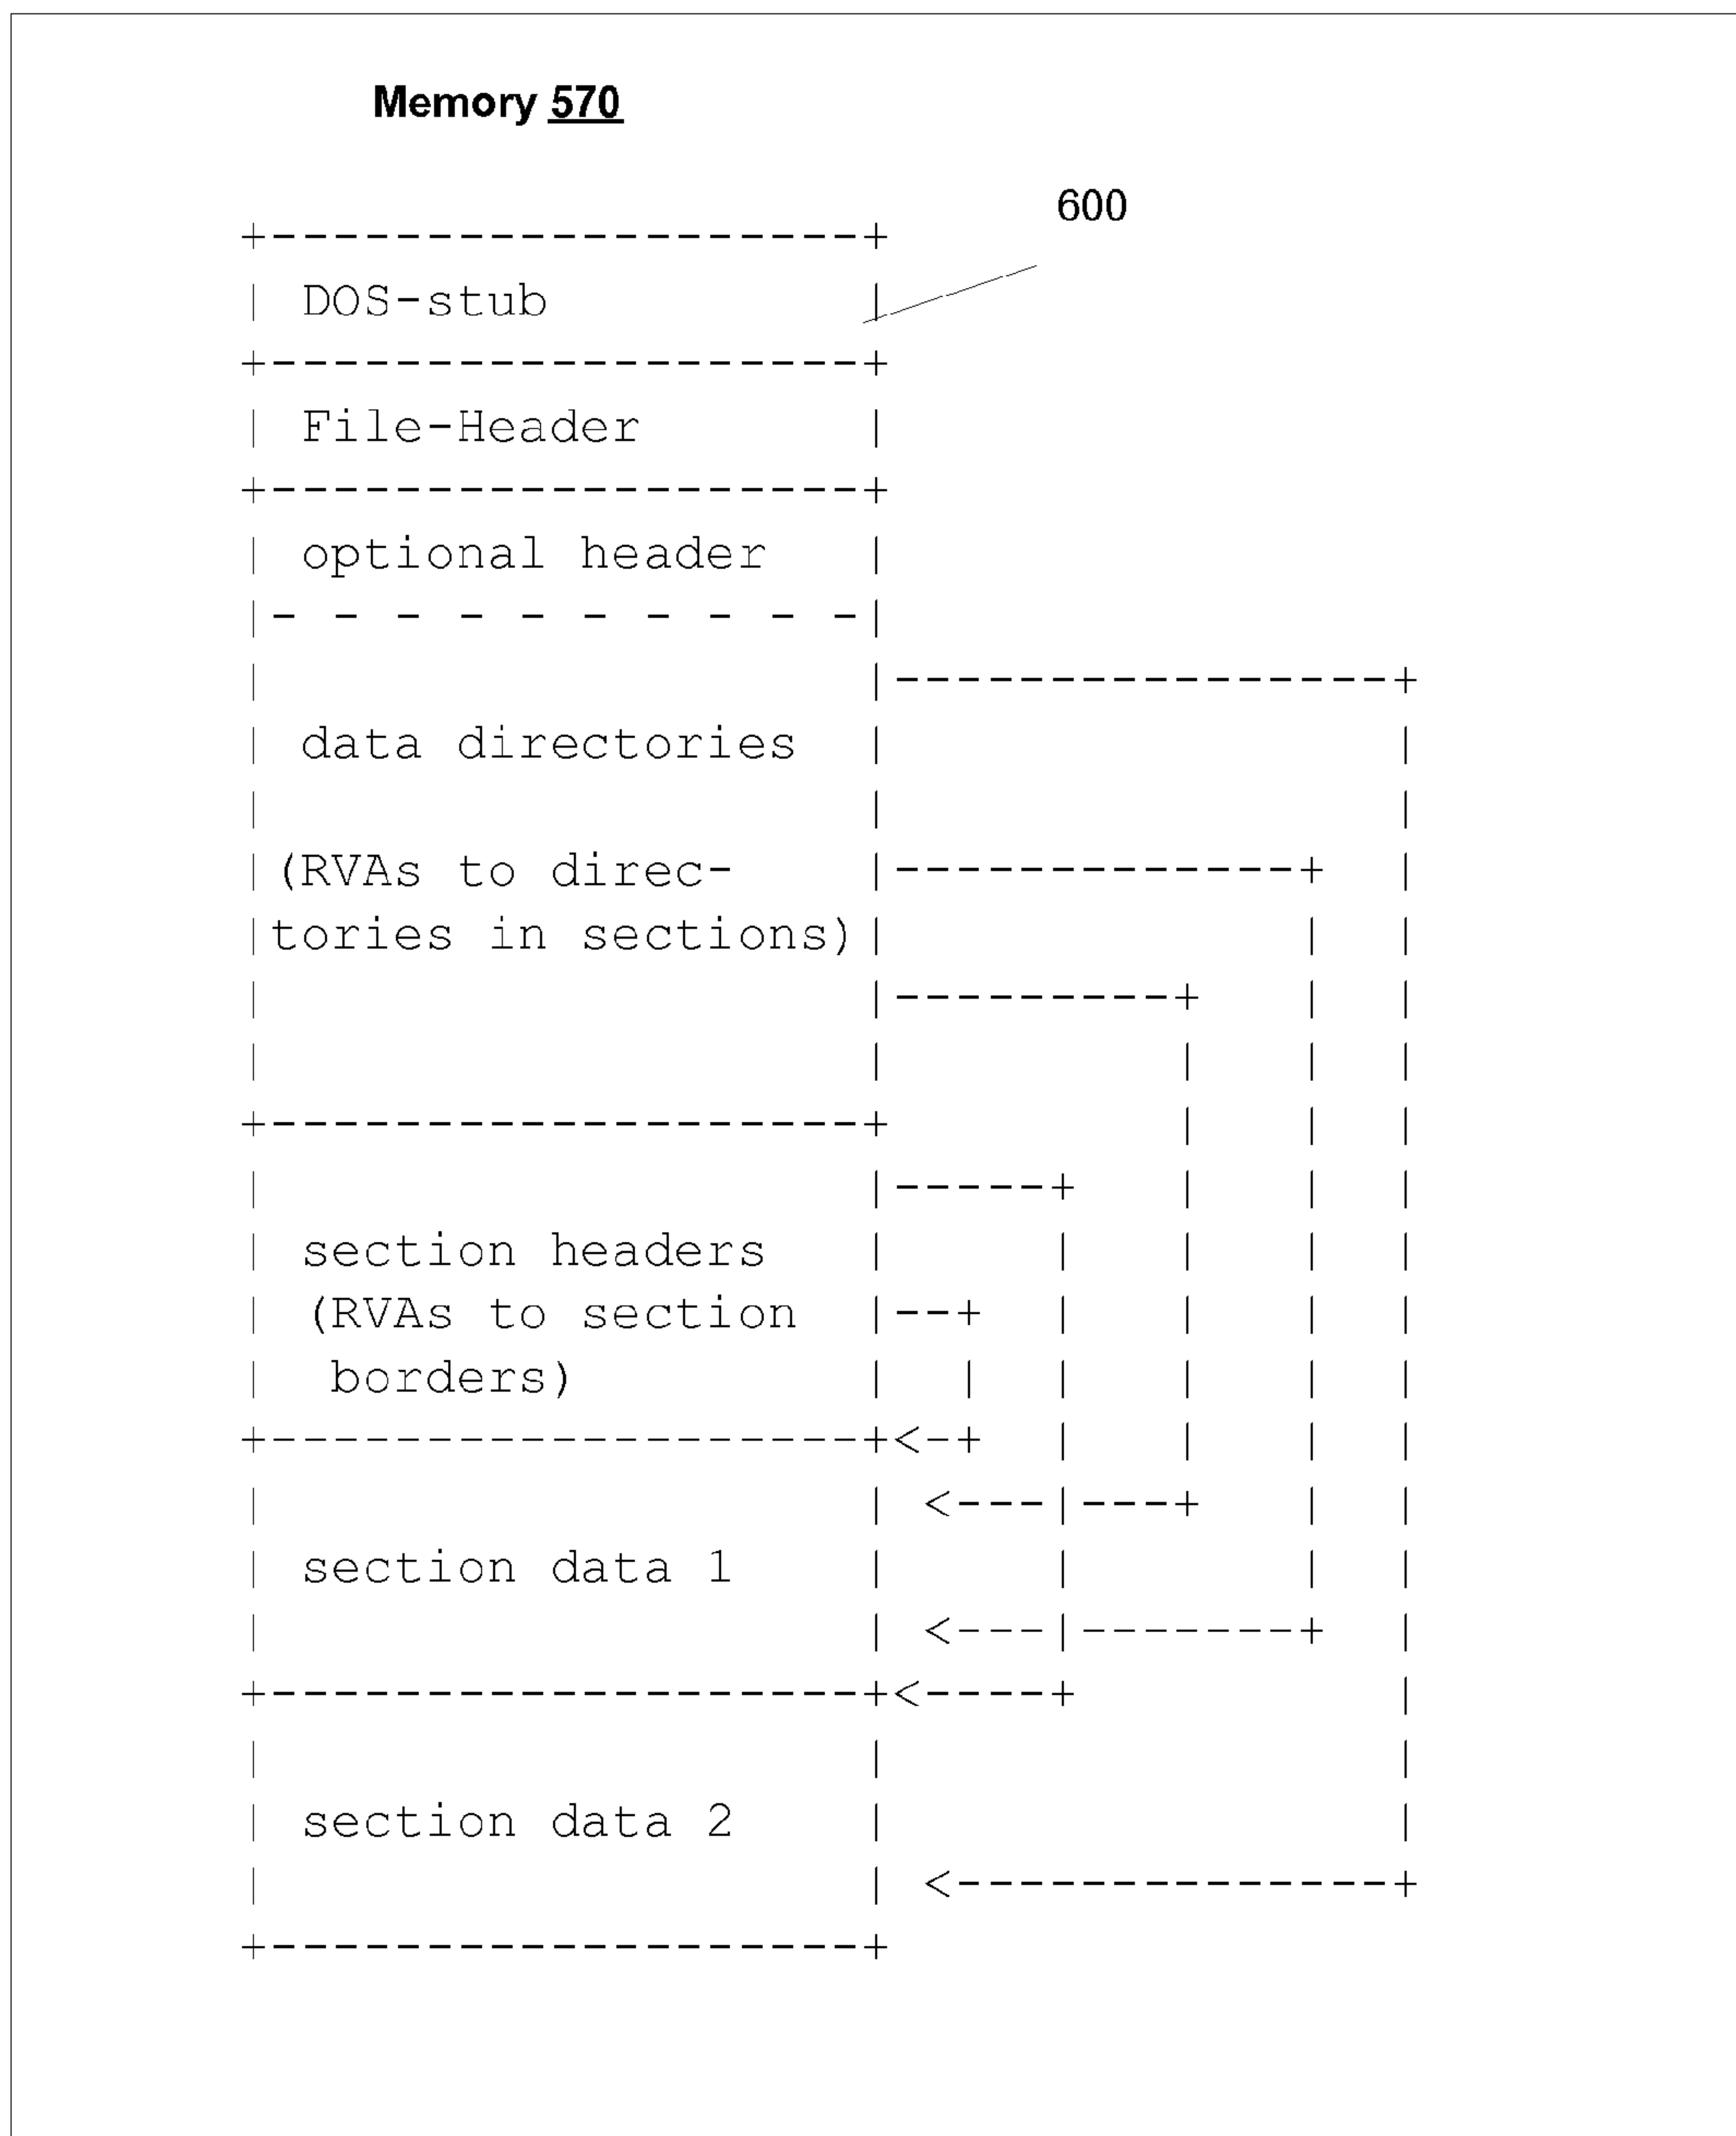 Memory 570
600
+-------------------+
| DOS-stub          |
+-------------------+
| File-Header       |
+-------------------+
| optional header   |
|- - - - - - - - - -|
|                   |----------------+
| data directories  |                |
|                   |                |
|(RVAs to direc-    |-------------+  |
|tories in sections)|             |  |
|                   |---------+   |  |
|                   |         |   |  |
+-------------------+         |   |  |
|                   |-----+   |   |  |
| section headers   |     |   |   |  |
| (RVAs to section  |--+  |   |   |  |
|  borders)         |  |  |   |   |  |
+-------------------+<-+  |   |   |  |
|                   | <---|---+   |  |
| section data 1    |     |       |  |
|                   | <---|-------+  |
+-------------------+<-----+         |
|                   |                |
| section data 2    |                |
|                   | <--------------+
+-------------------+